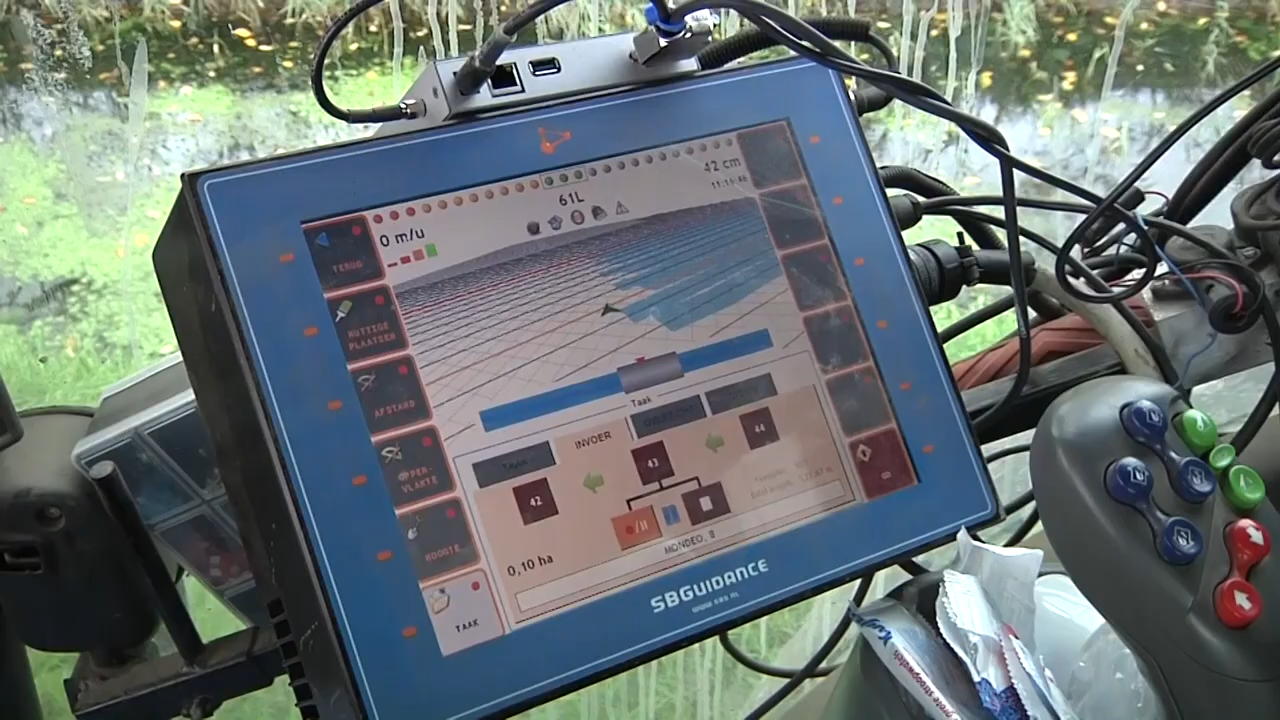 42 cm
61L
0 m/u
TERUG
NUTTIGE
PLAATSEN
AFSTAND
OPPER-
VLAKTE
HOOGTE
TAAK
Taak
INVOER
42
43
44
0,10 ha
MONDEO, 8
SBGUIDANCE
www.sbg.nl